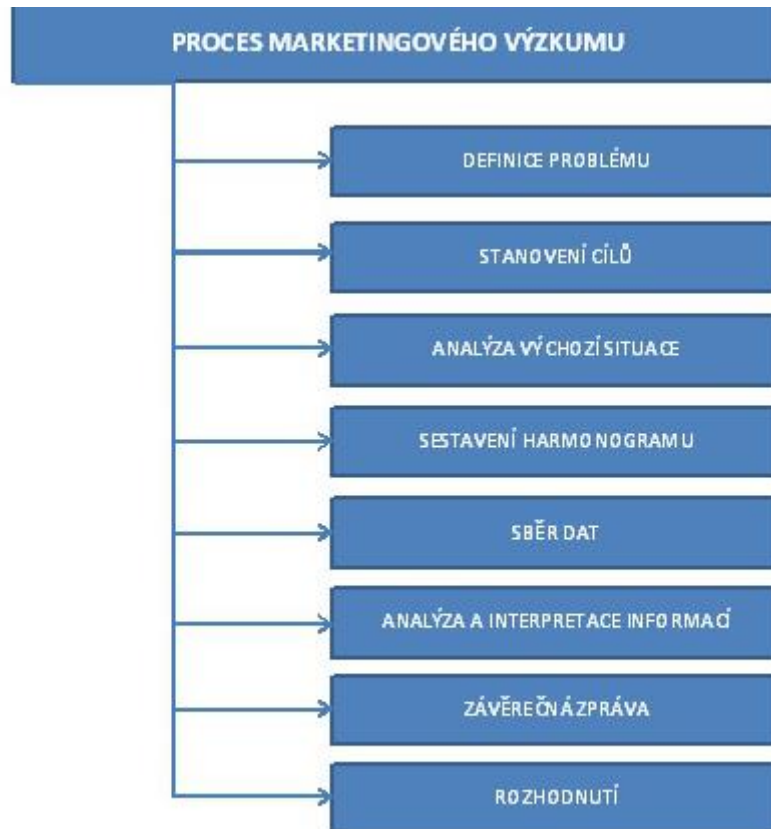 PROCES MARKETINGOVÉHO VÝZKUMU
DEFINICE PROBLÉMU
STANOVENÍ CÍLŮ
ANALÝZA VÝCHOZÍ SITUACE
SESTAVENÍ HARMONOGRAMU
SBĚR DAT
ANALÝZA A INTERPRETACE INFORMACÍ
ZÁVĚREČNÁ ZPRÁVA
ROZHODNUTÍ